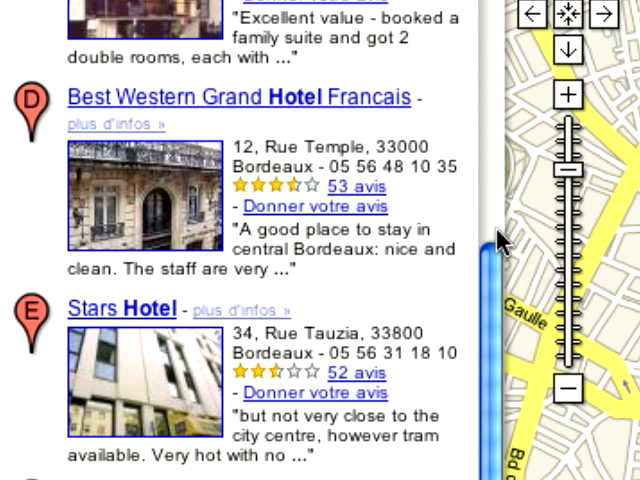 "Excellent value - booked a
family suite and got 2
double rooms, each with ..."
D
Best Western Grand Hotel Francais -
plus d'infos »
12, Rue Temple, 33000
Bordeaux - 05 56 48 10 35
53 avis
- Donner votre avis
"A good place to stay in
central Bordeaux: nice and
clean. The staff are very ..."
E
Stars Hotel - plus d'infos »
34, Rue Tauzia, 33800
Bordeaux - 05 56 31 18 10
52 avis
- Donner votre avis
"but not very close to the
city centre, however tram
available. Very hot with no ..."
Gaulle
Bd